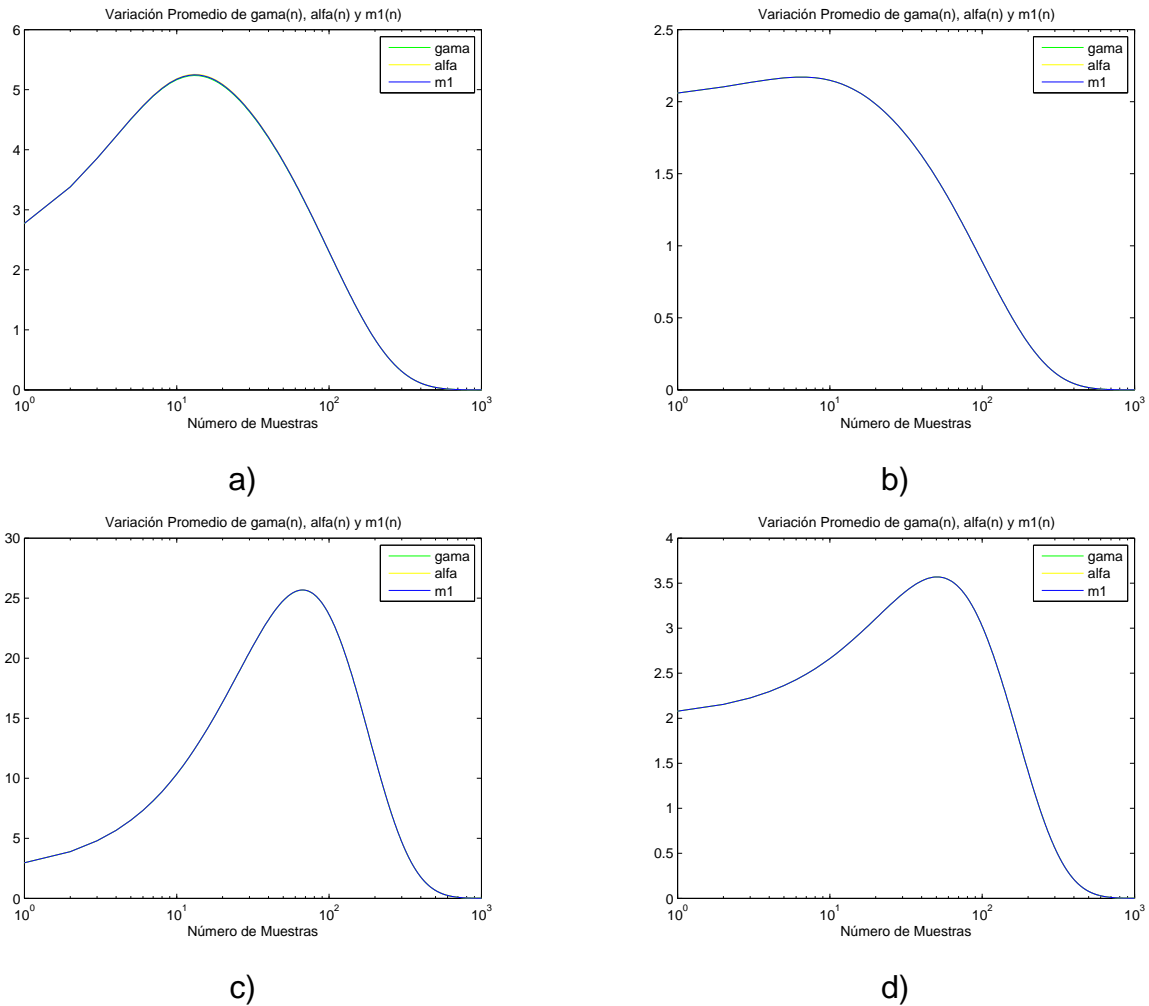 Variación Promedio de gama(n), alfa(n) y m1(n)
6
5
4
3
2
1
0
gama
alfa
m1
10^0
10^1
10^2
10^3
Número de Muestras
a)
Variación Promedio de gama(n), alfa(n) y m1(n)
2.5
2
1.5
1
0.5
0
gama
alfa
m1
10^0
10^1
10^2
10^3
Número de Muestras
b)
Variación Promedio de gama(n), alfa(n) y m1(n)
30
25
20
15
10
5
0
gama
alfa
m1
10^0
10^1
10^2
10^3
Número de Muestras
c)
Variación Promedio de gama(n), alfa(n) y m1(n)
4
3.5
3
2.5
2
1.5
1
0.5
0
gama
alfa
m1
10^0
10^1
10^2
10^3
Número de Muestras
d)